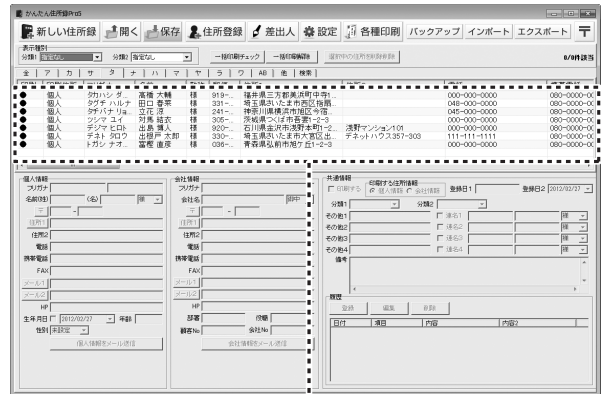 かんたん住所録Pro5
新しい住所録 開く 保存 住所登録 差出人 設定 各種印刷 バックアップ インポート エクスポート 〒
表示種別
分類1 指定なし 分類2 指定なし 一括印刷チェック 一括印刷解除 選択中の住所を削除 0/0件該当
全 ア カ サ タ ナ ハ マ ヤ ラ ワ AB 他 検索
● 個人 タカハシ ダ... 高橋 大輔 様 919-... 福井県三方郡美浜町中寺1... 000-000-0000 080-0000-00
● 個人 タグチ ハルナ 田口 春菜 様 331-... 埼玉県さいたま市西区指扇... 048-000-0000 080-0000-00
● 個人 タチバナ リョ... 立花 涼 様 241-... 神奈川県横浜市旭区今宿... 045-000-0000 080-0000-00
● 個人 ツシマ ユイ 対馬 結衣 様 305-... 茨城県つくば市吾妻1-2-3 000-000-0000 080-0000-00
● 個人 デジマ ヒロト 出島 博人 様 920-... 石川県金沢市浅野本町1-2... 浅野マンション101 000-000-0000 080-0000-00
● 個人 テネト タロウ 出根戸 太郎 様 330-... 埼玉県さいたま市大宮区出... テネットハウス357-303 111-111-1111 080-0000-00
● 個人 トガシ ナオ... 富樫 直彦 様 036-... 青森県弘前市旭ケ丘1-2-3 000-000-0000 080-0000-00
個人情報
フリガナ
名前(姓) (名) 様
〒 -
住所1
住所2
電話
携帯電話
FAX
メール1
メール2
HP
生年月日 2012/02/27 年齢
性別 未設定
個人情報をメール送信
会社情報
フリガナ
会社名 御中
〒 -
住所1
住所2
電話
携帯電話
FAX
メール1
メール2
HP
部署 役職
顧客No 会社No
会社情報をメール送信
共通情報
印刷する 印刷する住所情報 個人情報 会社情報 登録日1 登録日2 2012/02/27
分類1 分類2
その他1 連名1 様
その他2 連名2 様
その他3 連名3 様
その他4 連名4 様
備考
履歴
登録 編集 削除
日付 項目 内容 内容2